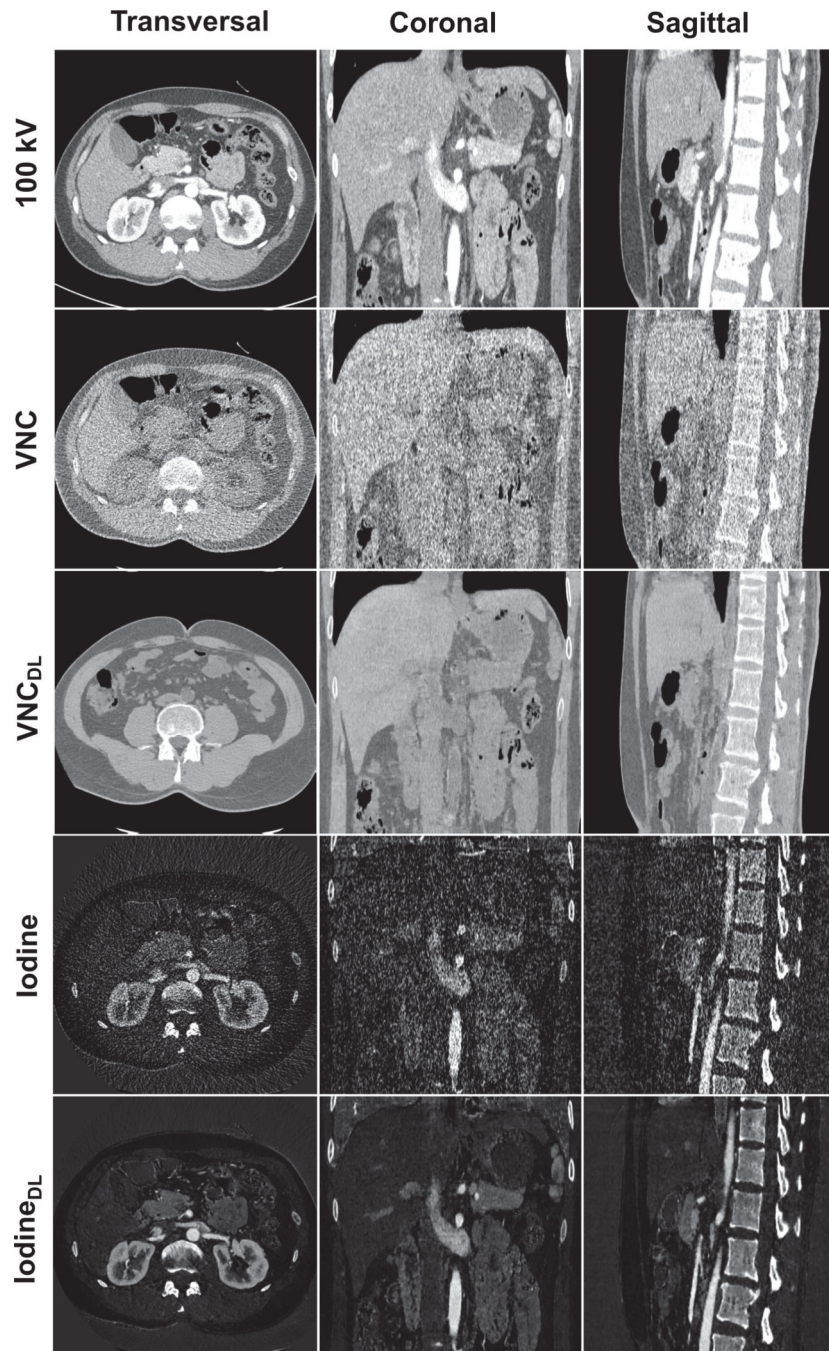 Transversal Coronal Sagittal
100 kV
VNC
VNC_DL
Iodine
Iodine_DL